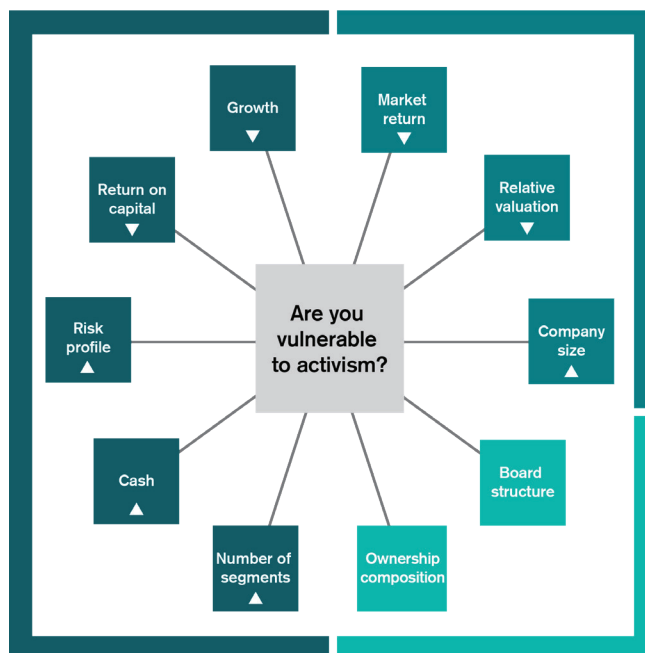 Growth
Market
return
Return on
capital
Relative
valuation
Risk
profile
Are you
vulnerable
to activism?
Company
size
Cash
Board
structure
Number of
segments
Ownership
composition